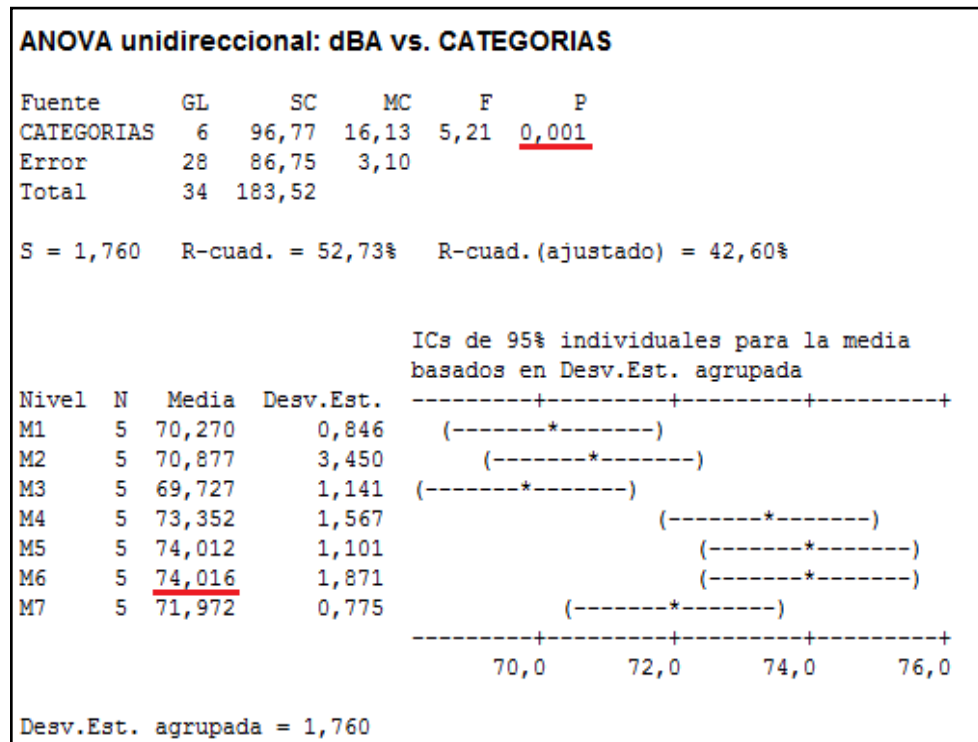 ANOVA unidireccional: dBA vs. CATEGORIAS
Fuente GL SC MC F P
CATEGORIAS 6 96,77 16,13 5,21 0,001
Error 28 86,75 3,10
Total 34 183,52
S = 1,760 R-cuad. = 52,73% R-cuad.(ajustado) = 42,60%
ICs de 95% individuales para la media
basados en Desv.Est. agrupada
Nivel N Media Desv.Est. ---------+---------+---------+---------+
M1 5 70,270 0,846 (-------*-------)
M2 5 70,877 3,450 (-------*-------)
M3 5 69,727 1,141 (-------*-------)
M4 5 73,352 1,567 (-------*-------)
M5 5 74,012 1,101 (-------*-------)
M6 5 74,016 1,871 (-------*-------)
M7 5 71,972 0,775 (-------*-------)
---------+---------+---------+---------+
70,0 72,0 74,0 76,0
Desv.Est. agrupada = 1,760